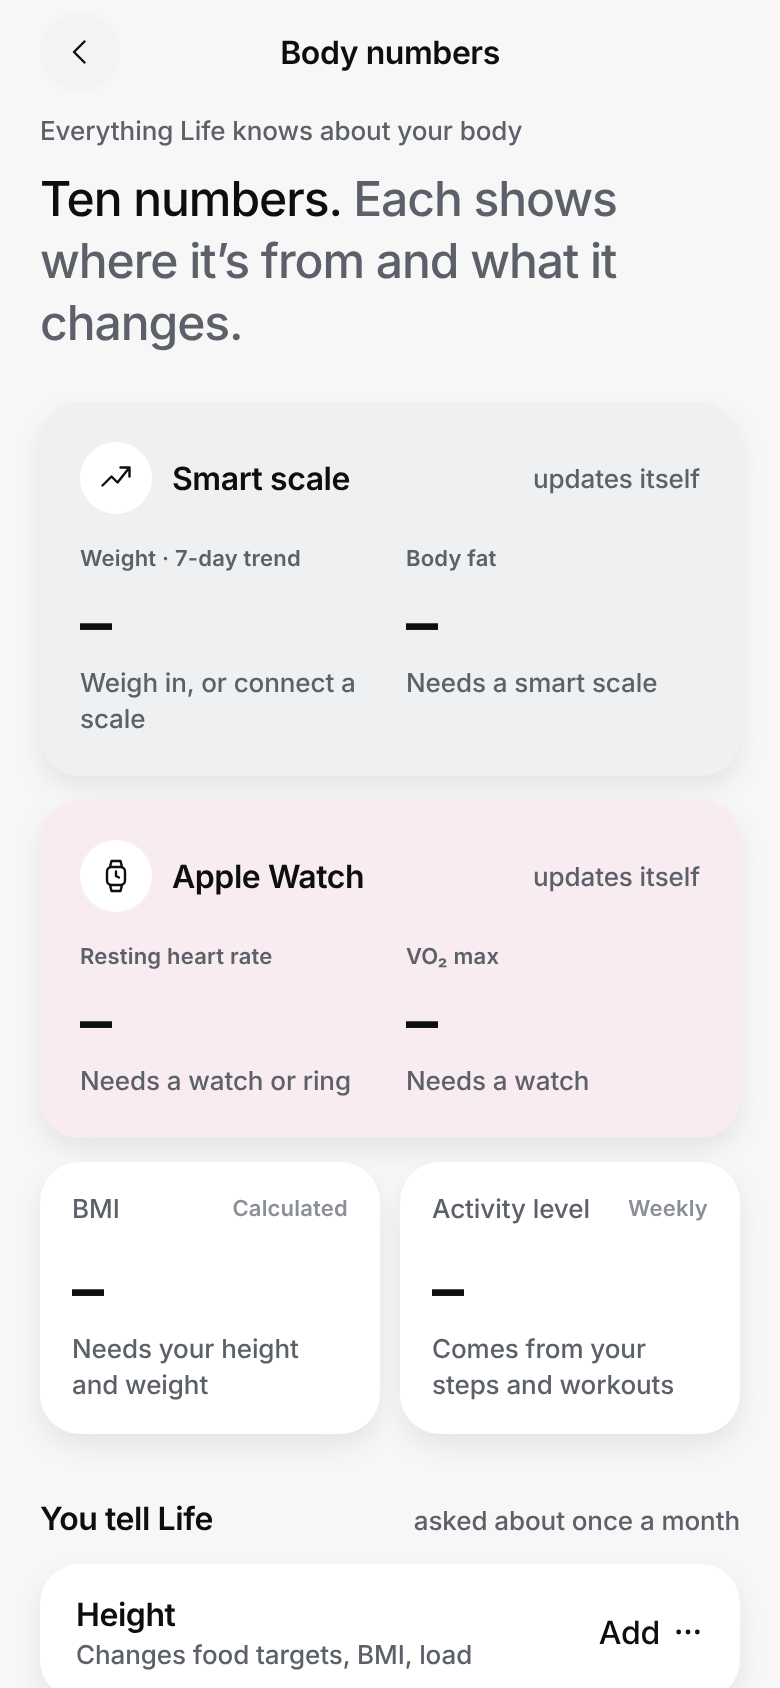 Body numbers
Everything Life knows about your body
Ten numbers. Each shows
where it’s from and what it
changes.
Smart scale
updates itself
Weight · 7-day trend
Body fat
–
–
Weigh in, or connect a
scale
Needs a smart scale
Apple Watch
updates itself
Resting heart rate
VO₂ max
–
–
Needs a watch or ring
Needs a watch
BMI
Calculated
–
Needs your height
and weight
Activity level
Weekly
–
Comes from your
steps and workouts
You tell Life
asked about once a month
Height
Changes food targets, BMI, load
Add ···